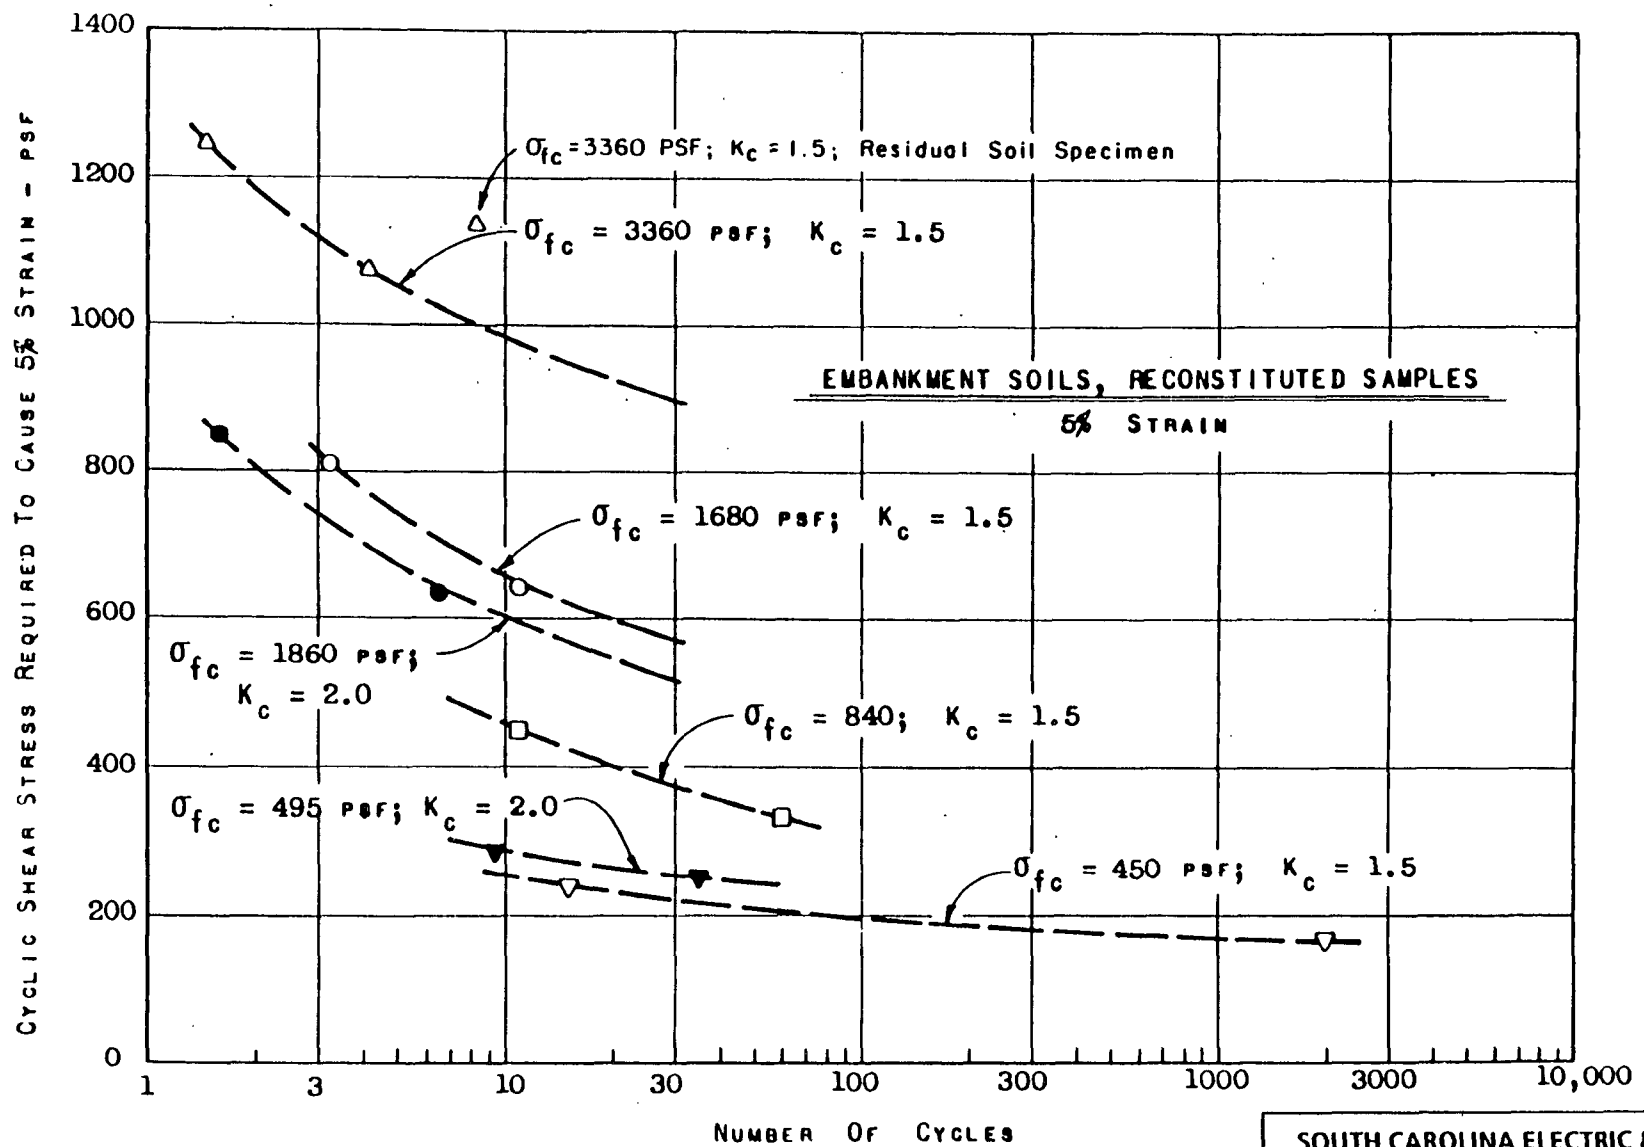 1400
1200
1000
800
600
400
200
0
CYCLIC SHEAR STRESS REQUIRED TO CAUSE 5% STRAIN - PSF
σfc = 3360 PSF; Kc = 1.5; Residual Soil Specimen
σfc = 3360 PSF; Kc = 1.5
EMBANKMENT SOILS, RECONSTITUTED SAMPLES
5% STRAIN
σfc = 1680 PSF; Kc = 1.5
σfc = 1860 PSF;
Kc = 2.0
σfc = 840; Kc = 1.5
σfc = 495 PSF; Kc = 2.0
σfc = 450 PSF; Kc = 1.5
1 3 10 30 100 300 1000 3000 10,000
NUMBER OF CYCLES
SOUTH CAROLINA ELECTRIC